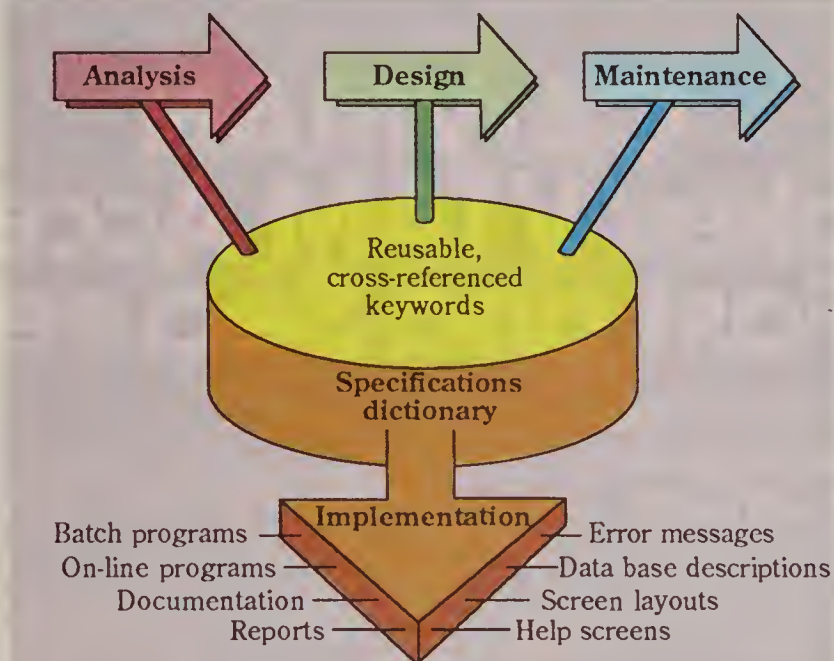 Analysis
Design
Maintenance
Reusable,
cross-referenced
keywords
Specifications
dictionary
Implementation
Batch programs
On-line programs
Documentation
Reports
Error messages
Data base descriptions
Screen layouts
Help screens